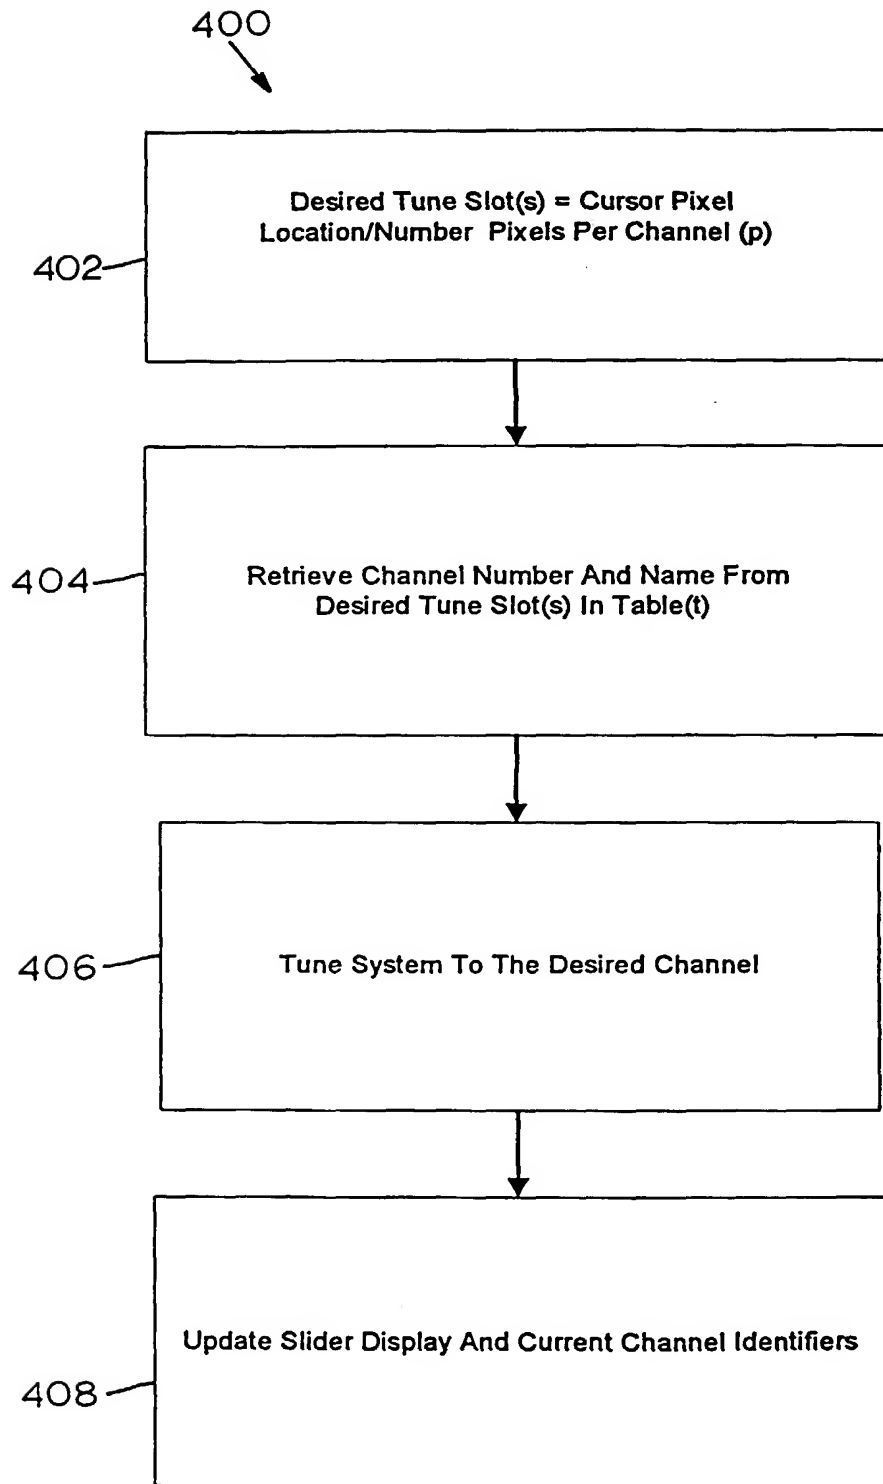 400
Desired Tune Slot(s) = Cursor Pixel
Location/Number Pixels Per Channel (p)
402
404
Retrieve Channel Number And Name From
Desired Tune Slot(s) In Table(t)
406
Tune System To The Desired Channel
Update Slider Display And Current Channel Identifiers
408